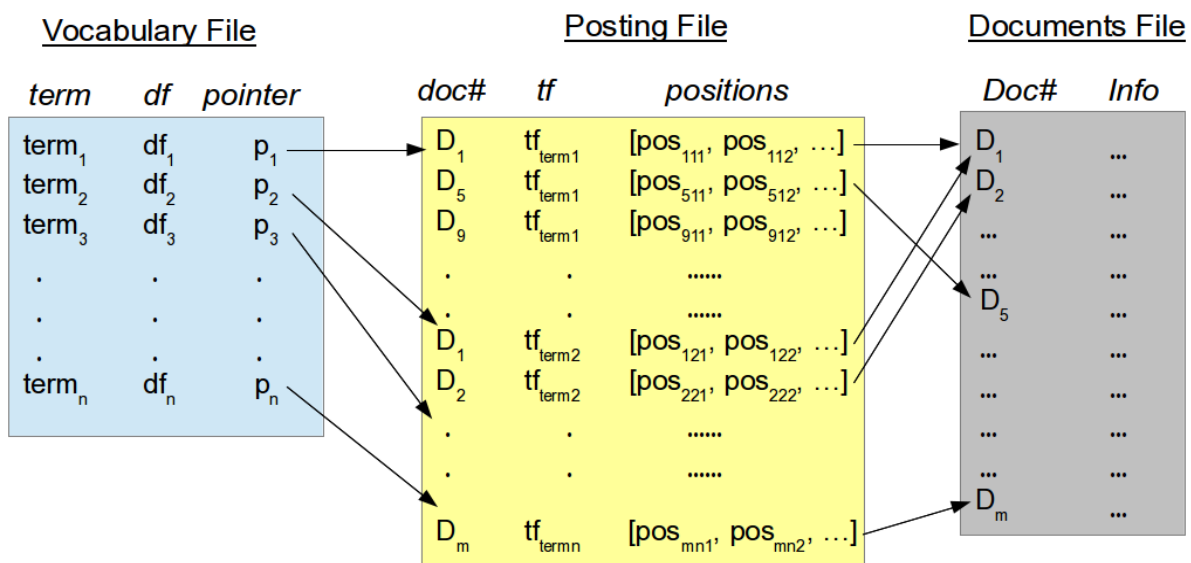 Vocabulary File Posting File Documents File
term df pointer doc# tf positions Doc# Info
term1 df1 p1 D1 tfterm1 [pos111, pos112, …] D1 ...
term2 df2 p2 D5 tfterm1 [pos511, pos512, …] D2 ...
term3 df3 p3 D9 tfterm1 [pos911, pos912, …] ... ...
. . . . . ...... ... ...
. . . . . ...... D5 ...
. . . D1 tfterm2 [pos121, pos122, …] ... ...
termn dfn pn D2 tfterm2 [pos221, pos222, …] ... ...
. . ...... ... ...
. . ...... ... ...
Dm tftermn [posmn1, posmn2, …] Dm ...